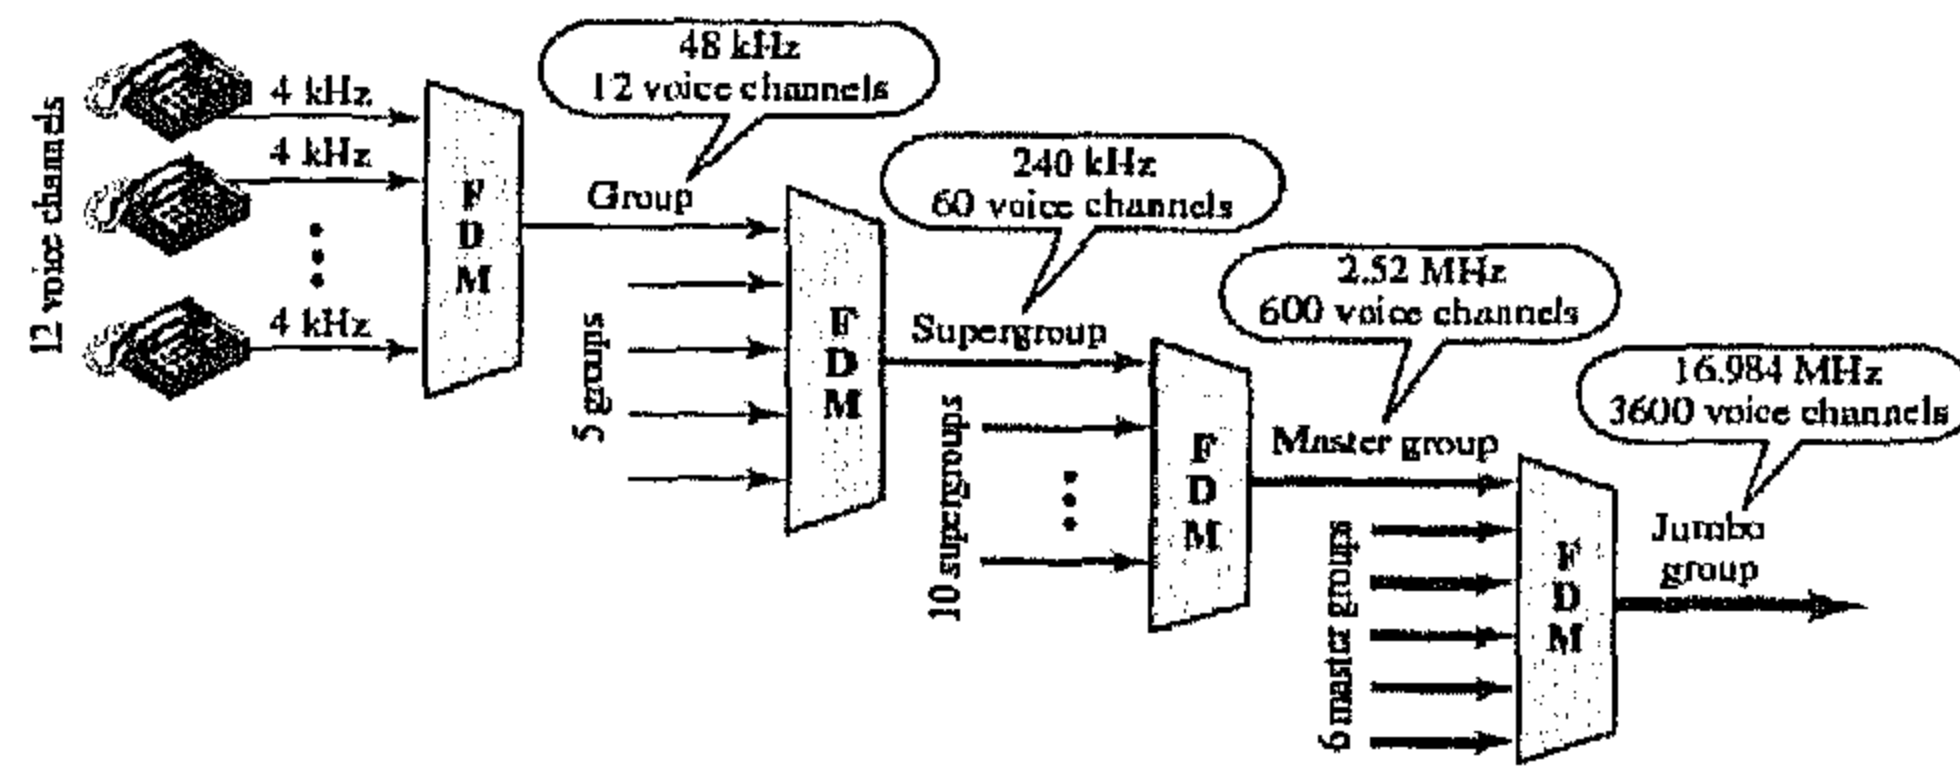 12 voice channels
4 kHz
4 kHz
4 kHz
F
D
M
48 kHz
12 voice channels
Group
5 groups
F
D
M
240 kHz
60 voice channels
Supergroup
10 supergroups
F
D
M
2.52 MHz
600 voice channels
Master group
6 master groups
F
D
M
16.984 MHz
3600 voice channels
Jumbo
group